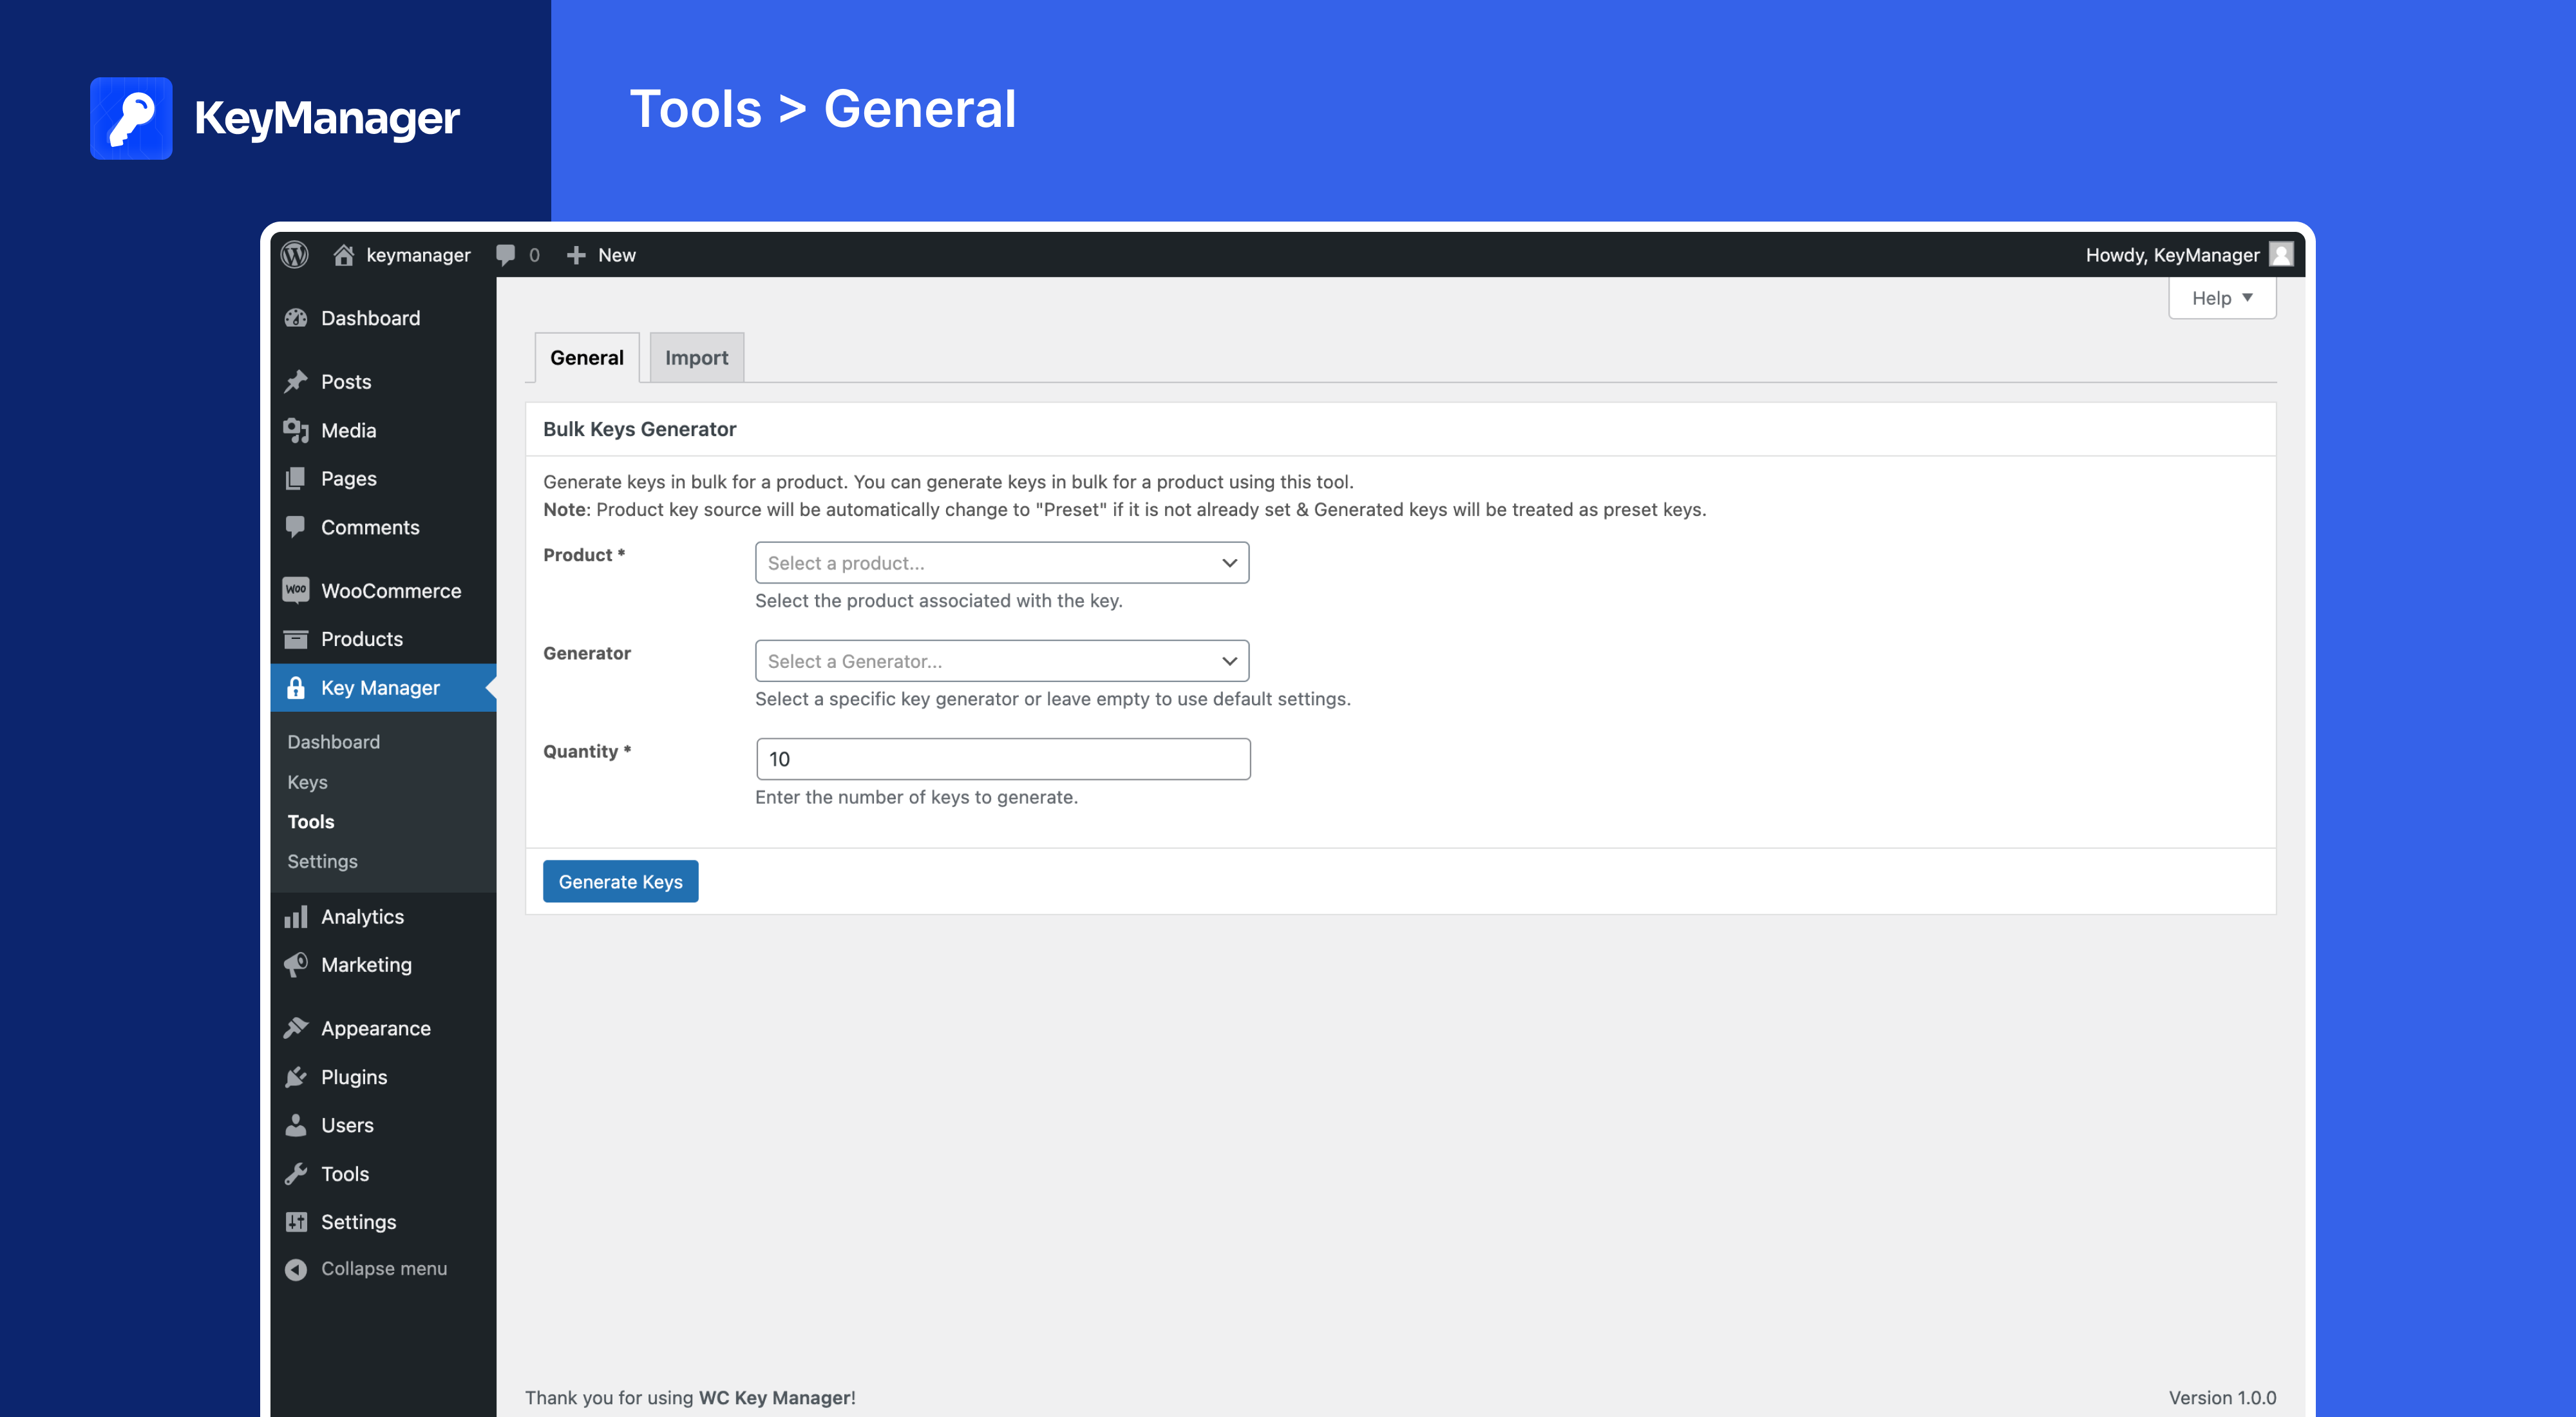 KeyManager
Tools > General
keymanager
0
New
Howdy, KeyManager
Help
Dashboard
Posts
Media
Pages
Comments
Woo
WooCommerce
Products
Key Manager
Dashboard
Keys
Tools
Settings
Analytics
Marketing
Appearance
Plugins
Users
Tools
Settings
Collapse menu
General
Import
Bulk Keys Generator
Generate keys in bulk for a product. You can generate keys in bulk for a product using this tool.
Note: Product key source will be automatically change to "Preset" if it is not already set & Generated keys will be treated as preset keys.
Product *
Select a product...
Select the product associated with the key.
Generator
Select a Generator...
Select a specific key generator or leave empty to use default settings.
Quantity *
10
Enter the number of keys to generate.
Generate Keys
Thank you for using WC Key Manager!
Version 1.0.0